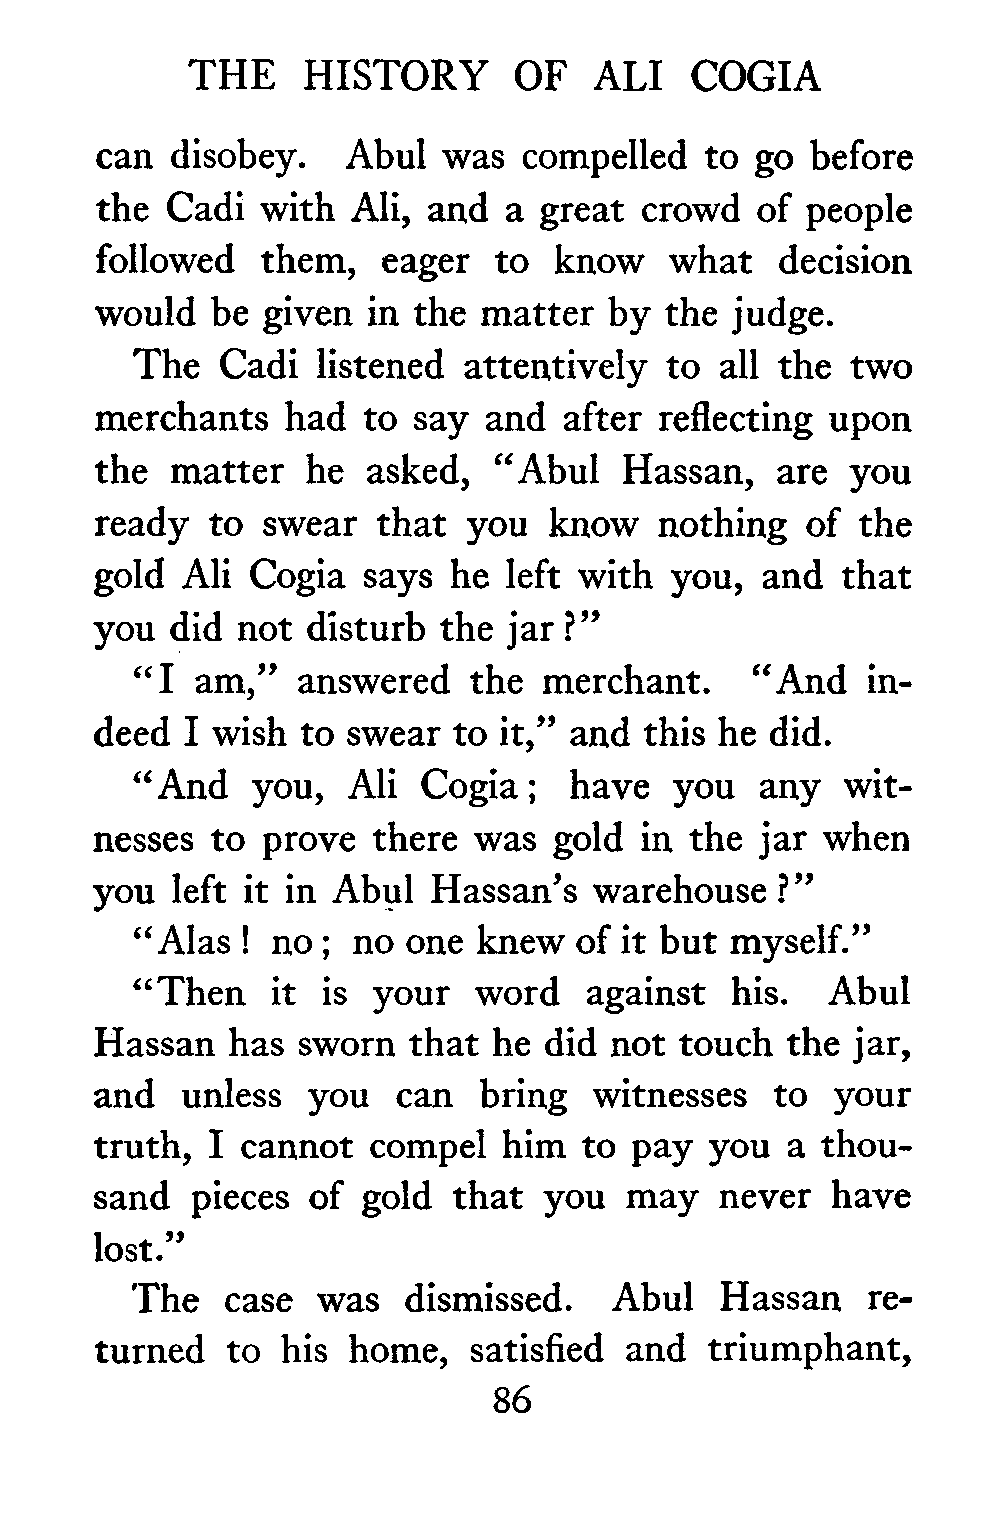 THE HISTORY OF ALI COGIA
can disobey. Abul was compelled to go before
the Cadi with Ali, and a great crowd of people
followed them, eager to know what decision
would be given in the matter by the judge.
The Cadi listened attentively to all the two
merchants had to say and after reflecting upon
the matter he asked, “Abul Hassan, are you
ready to swear that you know nothing of the
gold Ali Cogia says he left with you, and that
you did not disturb the jar?”
“I am,” answered the merchant. “And in-
deed I wish to swear to it,” and this he did.
“And you, Ali Cogia; have you any wit-
nesses to prove there was gold in the jar when
you left it in Abul Hassan’s warehouse?”
“Alas! no; no one knew of it but myself.”
“Then it is your word against his. Abul
Hassan has sworn that he did not touch the jar,
and unless you can bring witnesses to your
truth, I cannot compel him to pay you a thou-
sand pieces of gold that you may never have
lost.”
The case was dismissed. Abul Hassan re-
turned to his home, satisfied and triumphant,
86